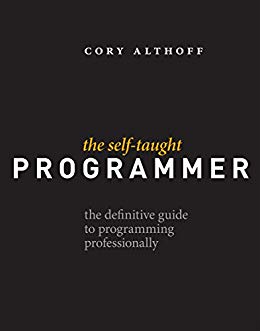 CORY ALTHOFF
the self-taught
PROGRAMMER
the definitive guide
to programming
professionally